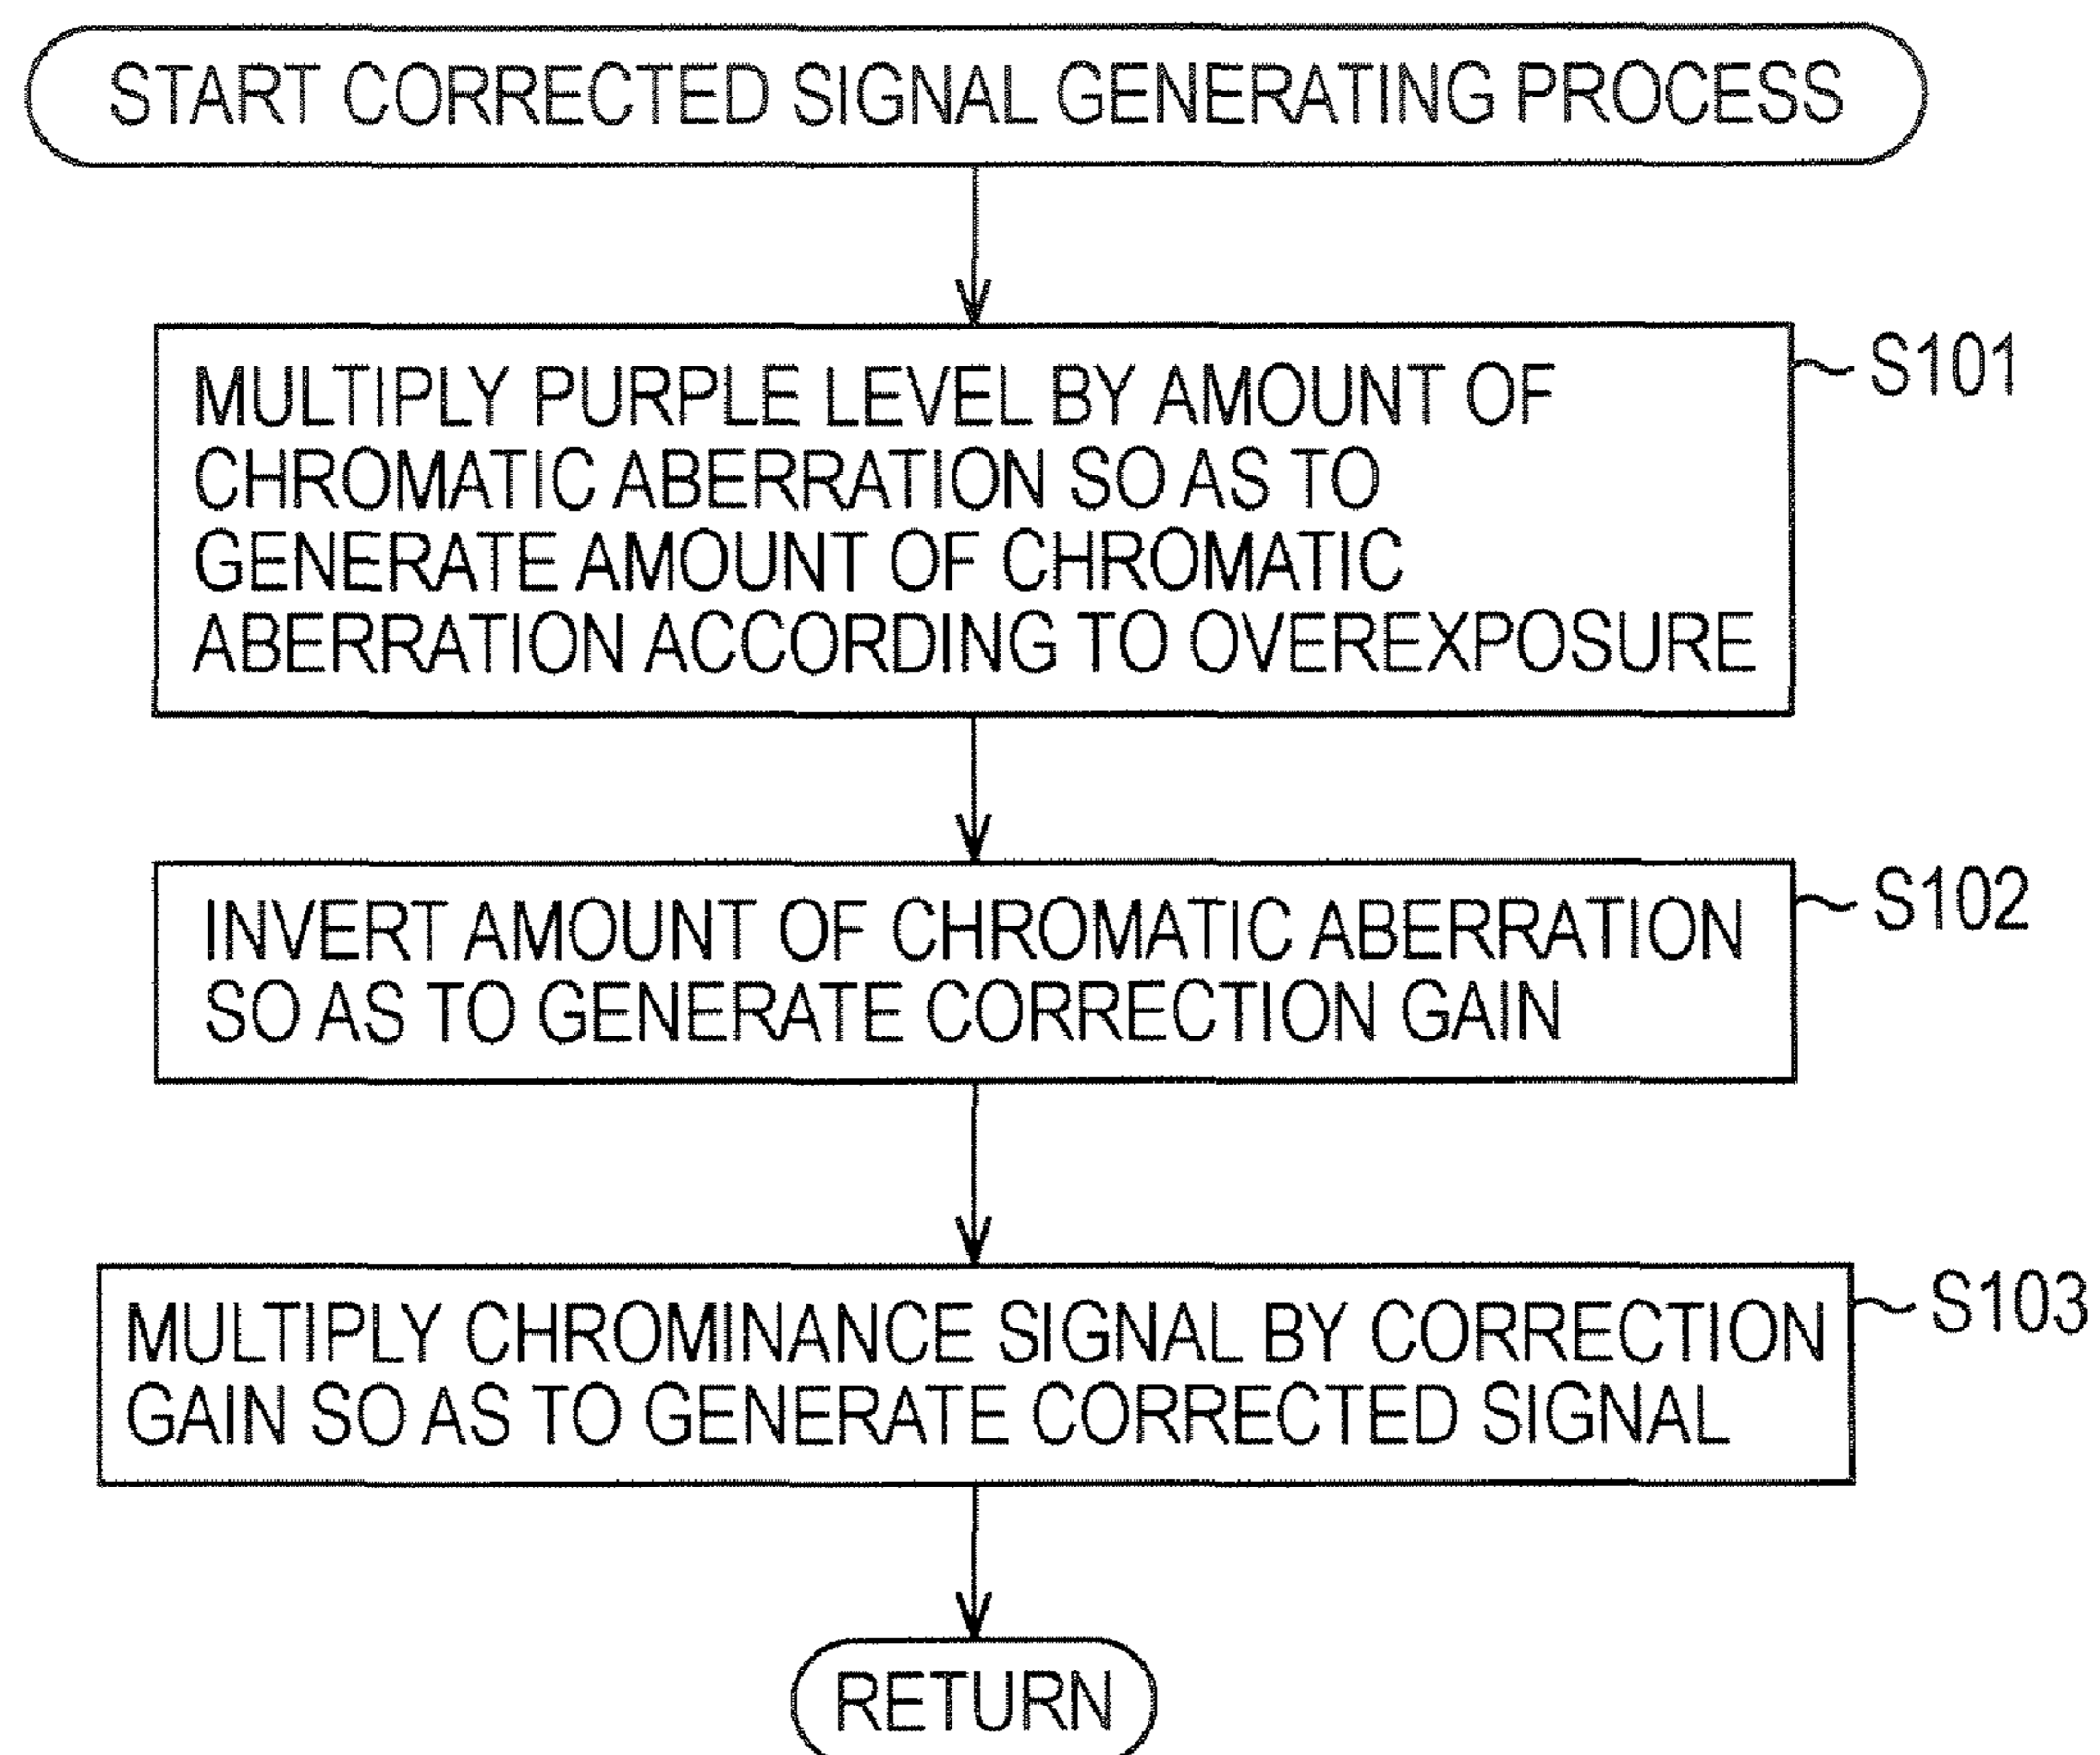 START CORRECTED SIGNAL GENERATING PROCESS
MULTIPLY PURPLE LEVEL BY AMOUNT OF
CHROMATIC ABERRATION SO AS TO
GENERATE AMOUNT OF CHROMATIC
ABERRATION ACCORDING TO OVEREXPOSURE
S101
INVERT AMOUNT OF CHROMATIC ABERRATION
SO AS TO GENERATE CORRECTION GAIN
S102
MULTIPLY CHROMINANCE SIGNAL BY CORRECTION
GAIN SO AS TO GENERATE CORRECTED SIGNAL
S103
RETURN